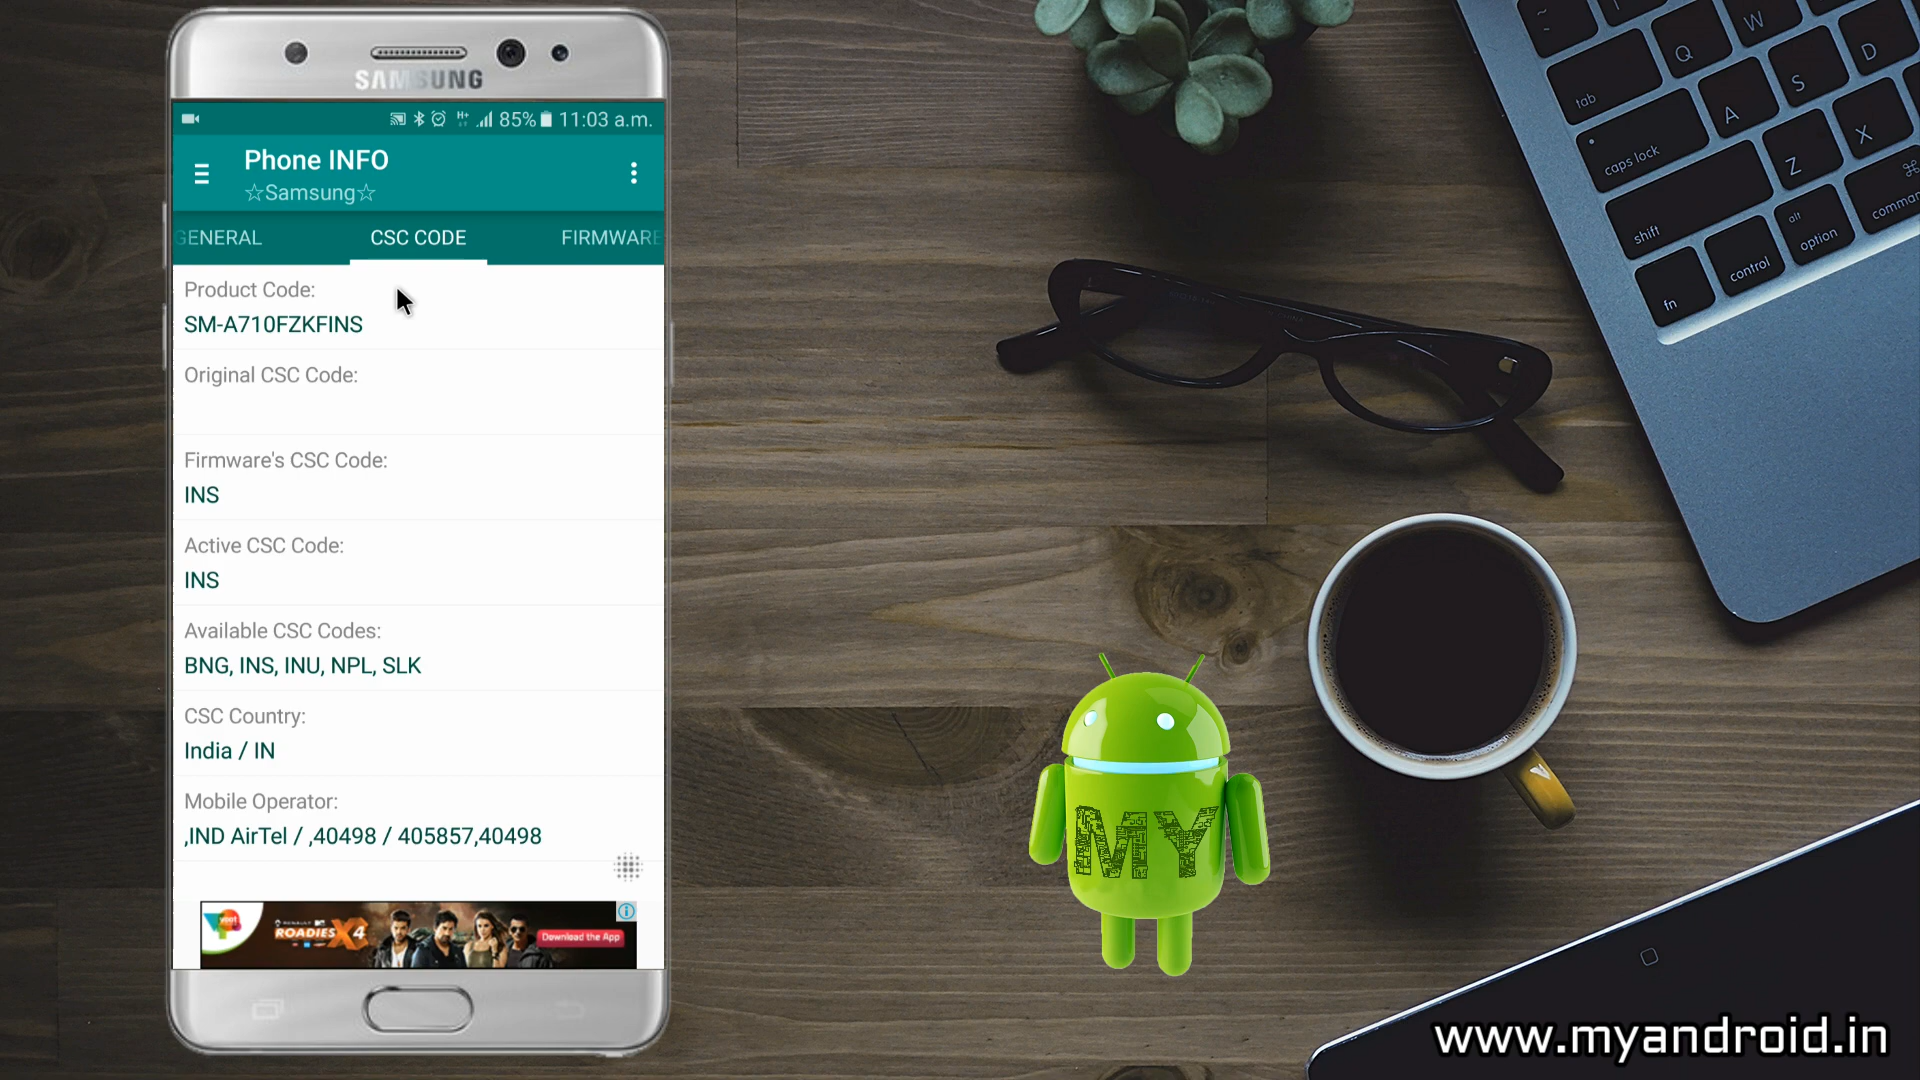 SAMSUNG
H+
85%
11:03 a.m.
Phone INFO
☆Samsung☆
GENERAL
CSC CODE
FIRMWARE
Product Code:
SM-A710FZKFINS
Original CSC Code:
Firmware's CSC Code:
INS
Active CSC Code:
INS
Available CSC Codes:
BNG, INS, INU, NPL, SLK
CSC Country:
India / IN
Mobile Operator:
,IND AirTel / ,40498 / 405857,40498
voot
ROADIES X4
Download the App
MY
~
Q
W
tab
A
S
D
caps lock
Z
X
shift
alt
option
comman
fn
control
www.myandroid.in